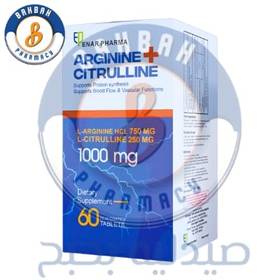 BAHBAH
PHARMACY
ENAR PHARMA
ARGININE +
CITRULLINE
Supports Protein synthesis
Supports Blood Flow & Vascular Functions
L-ARGININE HCL 750 MG
L-CITRULLINE 250 MG
1000 mg
Dietary
Supplement
60
TABLETS
صيدلية بحبح